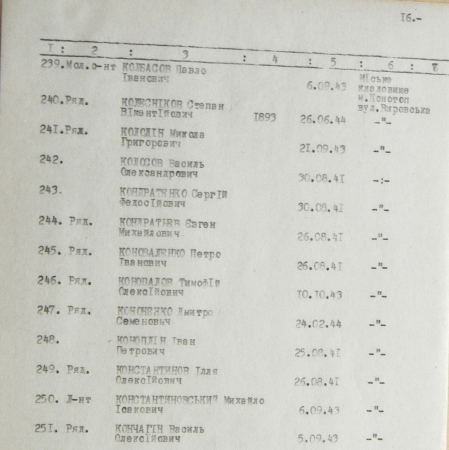 16.-
1 : 2 : 3 : 4 : 5 : 6 :
239.Мол.с-нт КОЛБАСОВ Павло
Іванович 6.09.43 Міське
кладовище
м.Конотоп
вул.Вировська
240. Ряд. КОЛЕСНІКОВ Степан
Вікентійович 1893 26.06.44 -"-
241.Ряд. КОЛОДІН Микола
Григорович 21.09.43 -"-
242. КОЛОСОВ Василь
Олександрович 30.08.41 -:-
243. КОНДРАТЕНКО Сергій
Федосійович 30.08.41 -"-
244. Ряд. КОНДРАТЬЄВ Євген
Михайлович 26.08.41 -"-
245. Ряд. КОНОВАЛЕНКО Петро
Іванович 26.08.41 -"-
246. Ряд. КОНОВАЛОВ Тимофій
Олексійович 10.10.43 -"-
247. Ряд. КОНОНЕНКО Дмитро
Семенович 24.02.44 -"-
248. КОНОПЛІН Іван
Петрович 25.08.41 -"-
249. Ряд. КОНСТАНТИНОВ Ілля
Олексійович 26.08.41 -"-
250. Л-нт КОНСТАНТИНОВСЬКИЙ Михайло
Ісакович 6.09.43 -"-
251. Ряд. КОНЧАГІН Василь
Олексійович 5.09.43 -"-